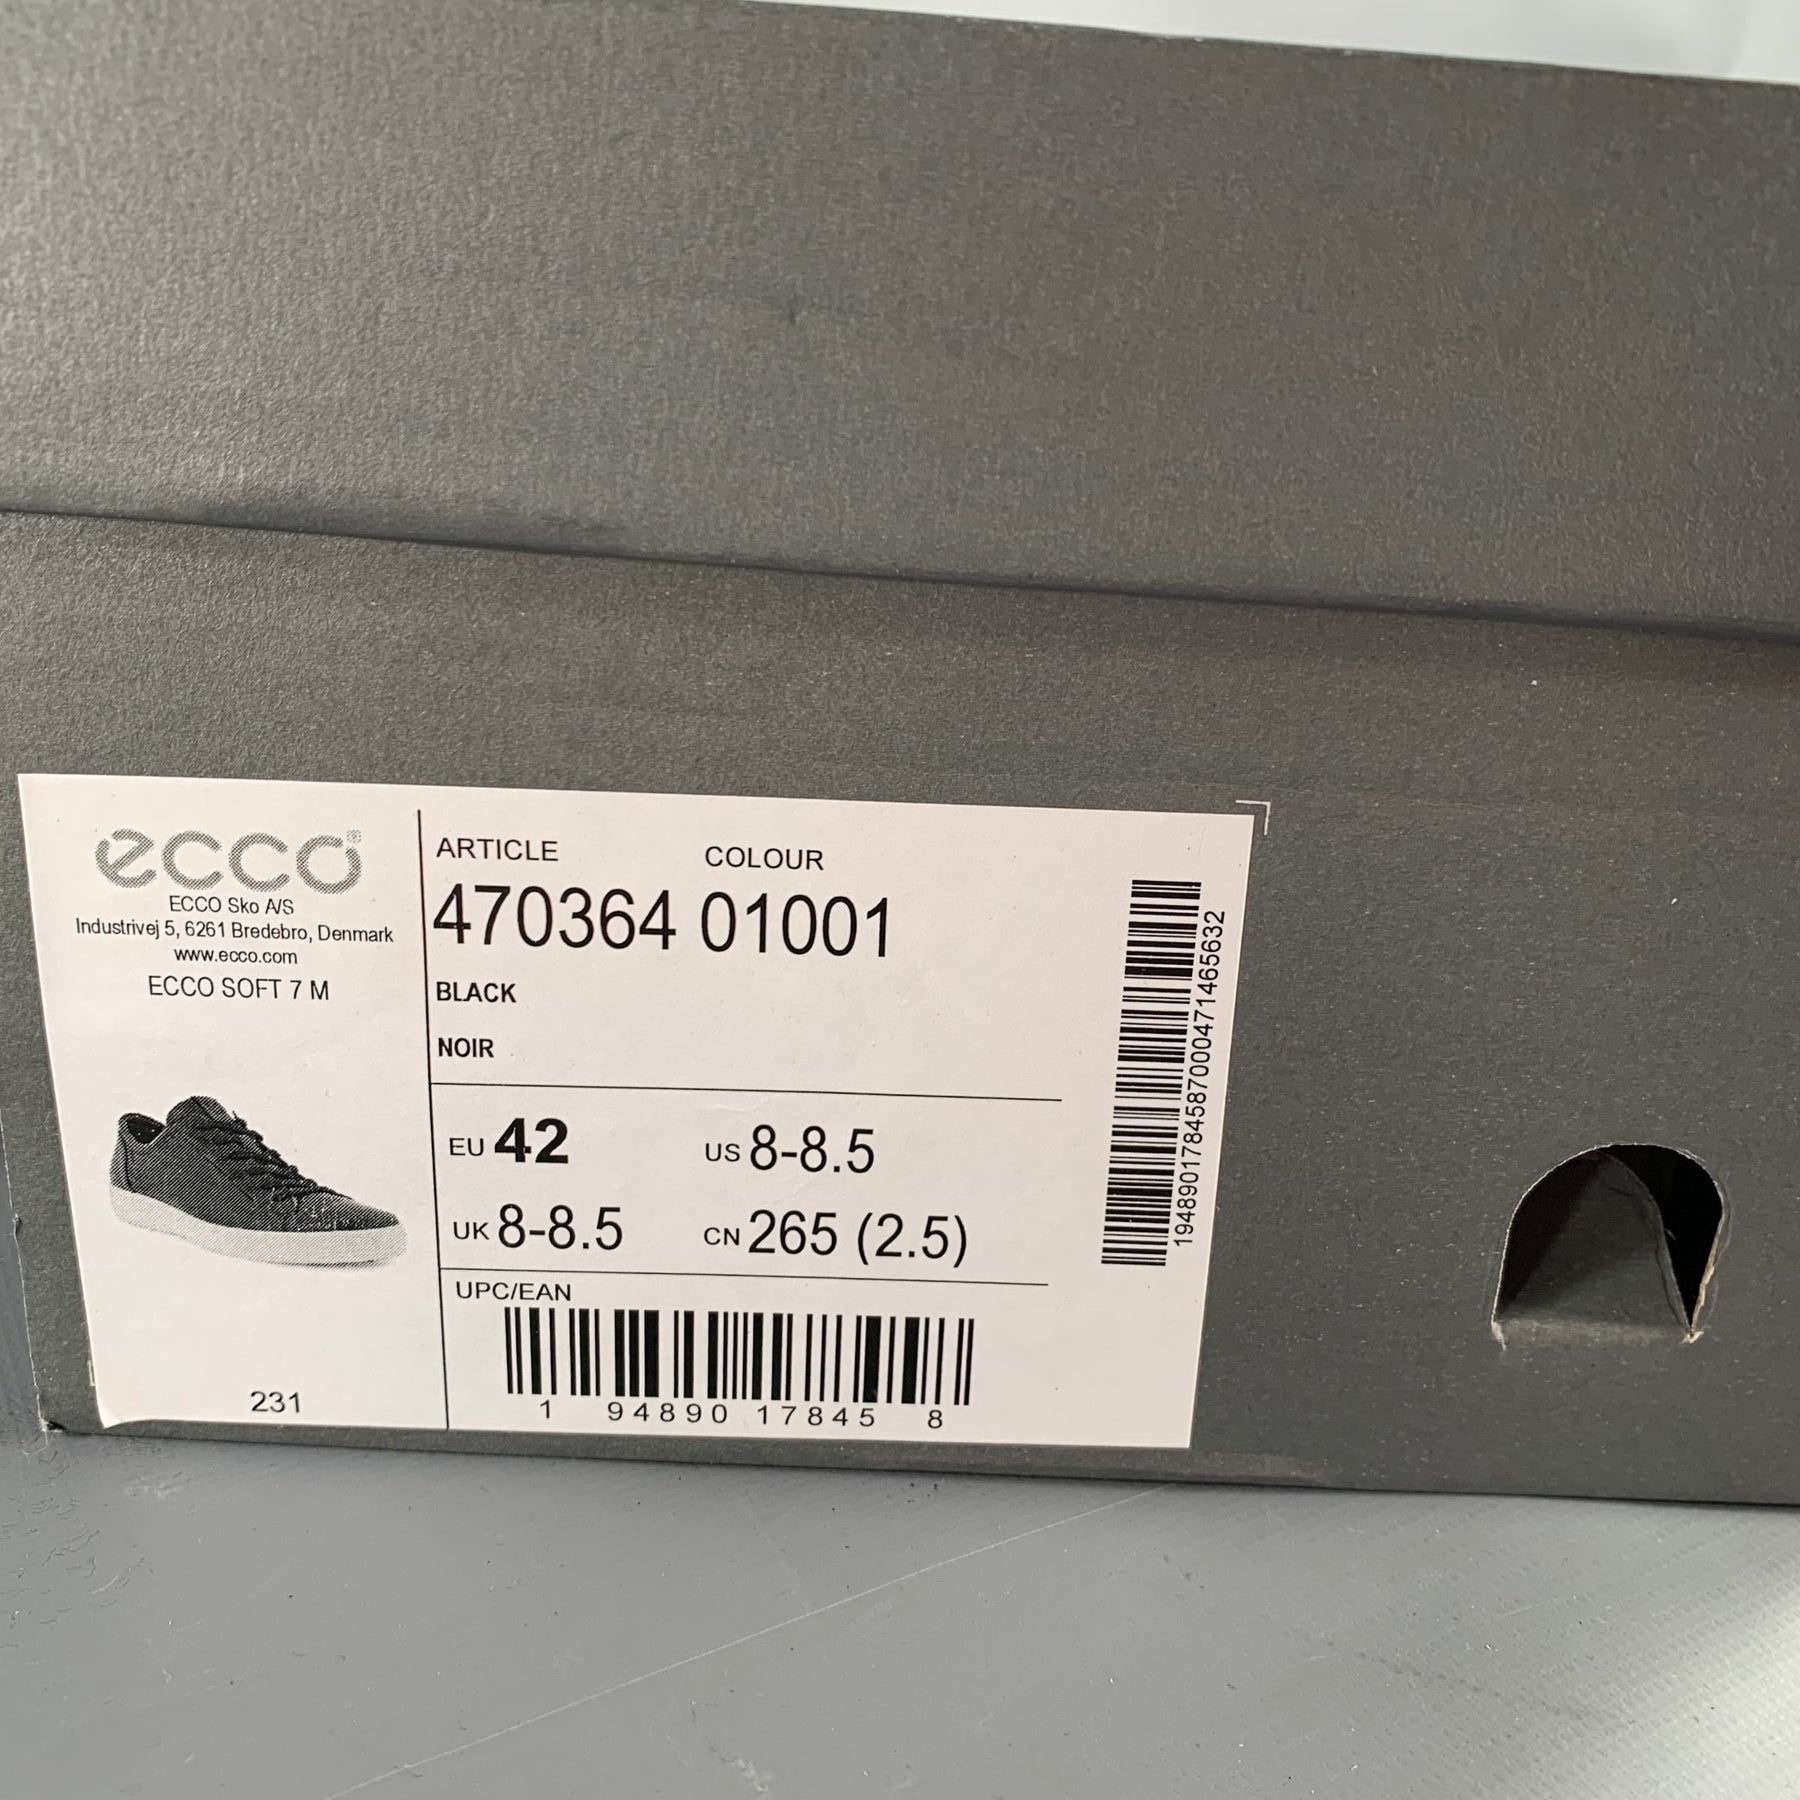 ecco®
ECCO Sko A/S
Industrivej 5, 6261 Bredebro, Denmark
www.ecco.com
ECCO SOFT 7 M
231
ARTICLE COLOUR
470364 01001
BLACK
NOIR
EU 42 US 8-8.5
UK 8-8.5 CN 265 (2.5)
UPC/EAN
1 94890 17845 8
1948901784587000471465632